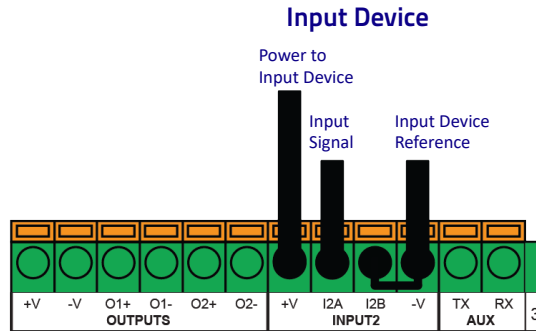 Input Device
Power to
Input Device
Input
Signal
Input Device
Reference
+V -V O1+ O1- O2+ O2- +V I2A I2B -V TX RX
OUTPUTS INPUT2 AUX 3